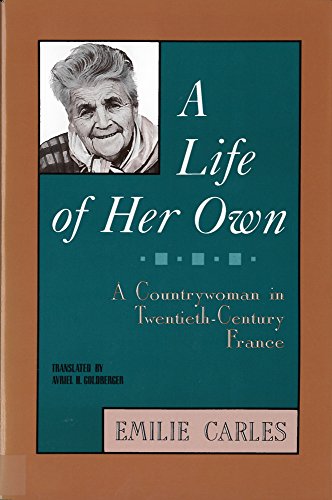 A
Life
of Her Own
A Countrywoman in
Twentieth-Century
France
TRANSLATED BY
AVRIEL H. GOLDBERGER
EMILIE CARLES